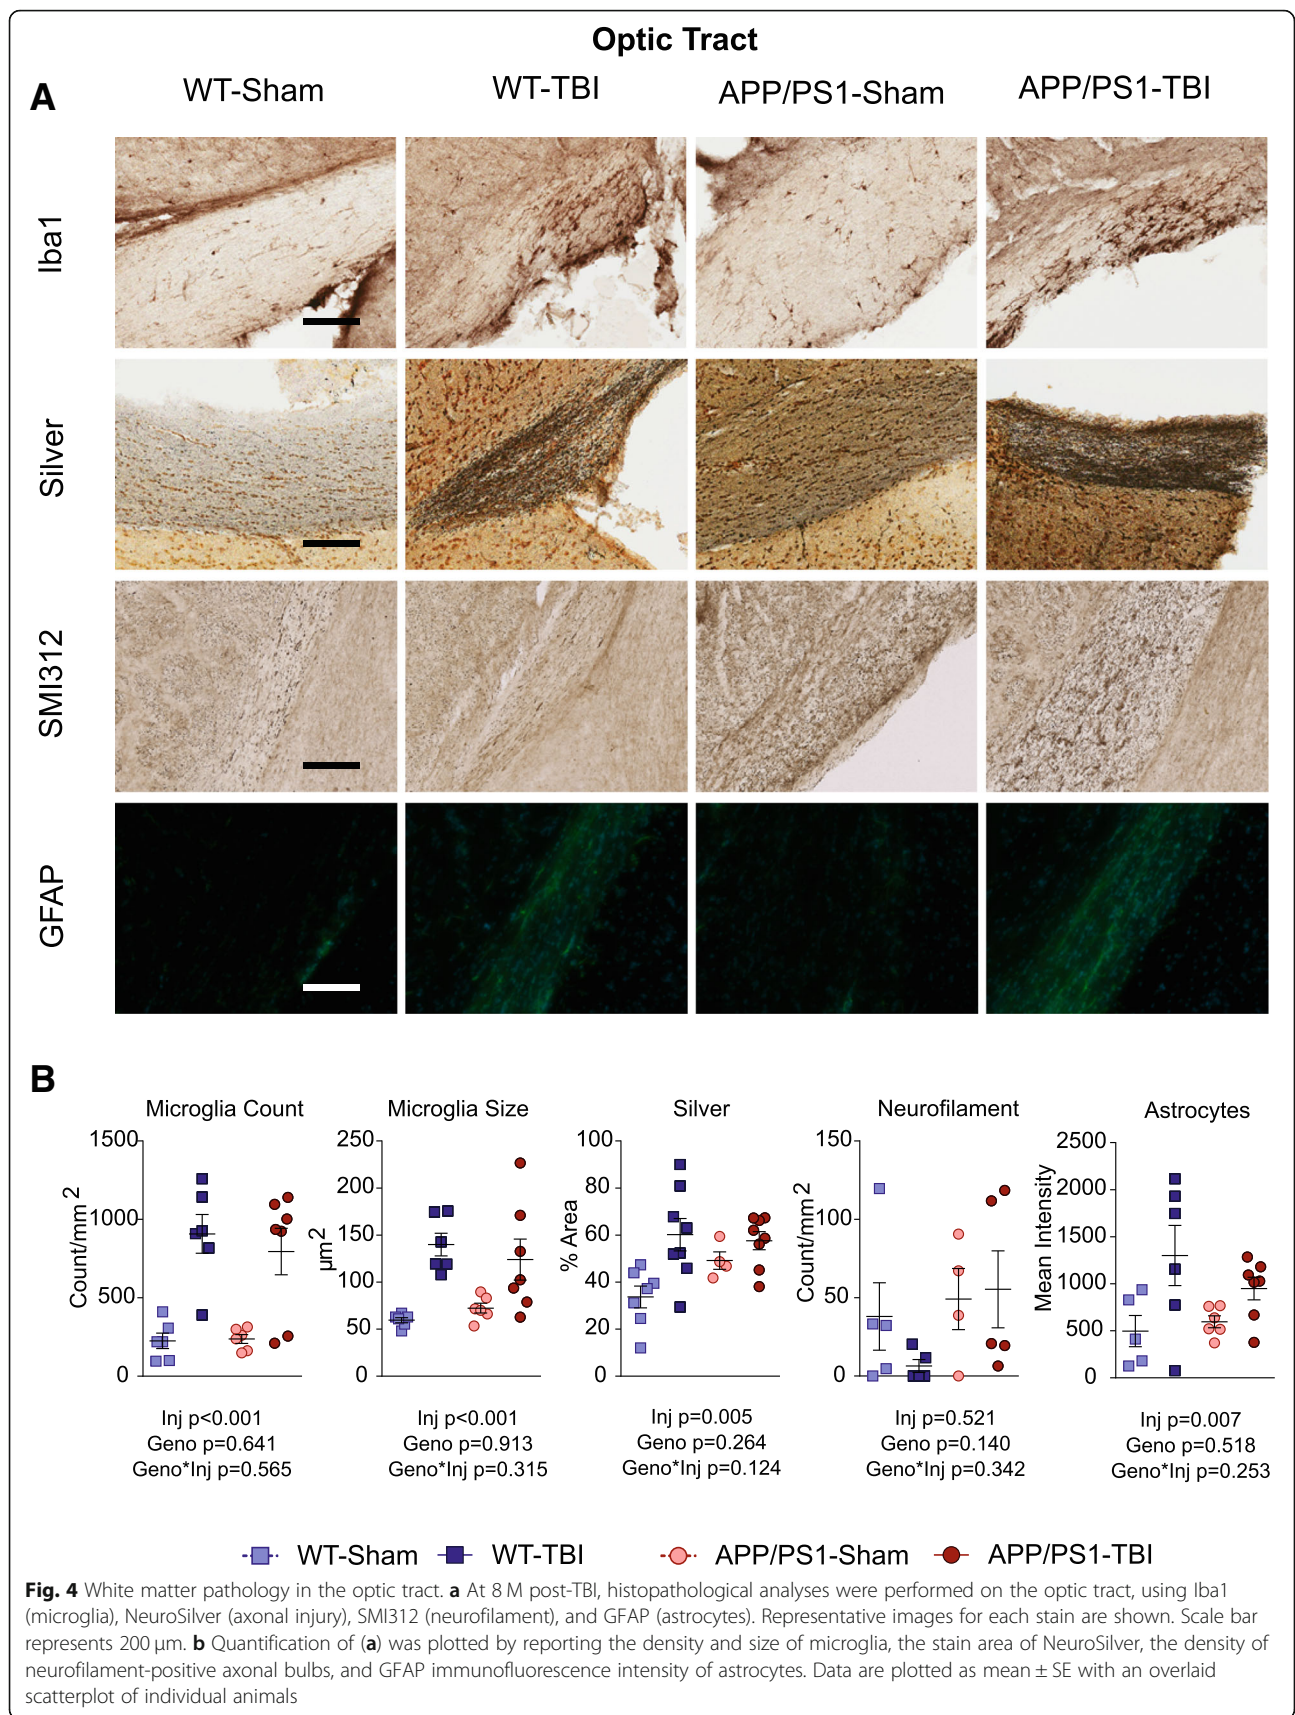 Optic Tract
A
WT-Sham WT-TBI APP/PS1-Sham APP/PS1-TBI
Iba1
Silver
SMI312
GFAP
B
Microglia Count
1500
1000
500
0
Count/mm2
Inj p<0.001
Geno p=0.641
Geno*Inj p=0.565
Microglia Size
250
200
150
100
50
0
µm2
Inj p<0.001
Geno p=0.913
Geno*Inj p=0.315
Silver
100
80
60
40
20
0
% Area
Inj p=0.005
Geno p=0.264
Geno*Inj p=0.124
Neurofilament
150
100
50
0
Count/mm2
Inj p=0.521
Geno p=0.140
Geno*Inj p=0.342
Astrocytes
2500
2000
1500
1000
500
0
Mean Intensity
Inj p=0.007
Geno p=0.518
Geno*Inj p=0.253
WT-Sham WT-TBI APP/PS1-Sham APP/PS1-TBI
Fig. 4 White matter pathology in the optic tract. a At 8 M post-TBI, histopathological analyses were performed on the optic tract, using Iba1
(microglia), NeuroSilver (axonal injury), SMI312 (neurofilament), and GFAP (astrocytes). Representative images for each stain are shown. Scale bar
represents 200 µm. b Quantification of (a) was plotted by reporting the density and size of microglia, the stain area of NeuroSilver, the density of
neurofilament-positive axonal bulbs, and GFAP immunofluorescence intensity of astrocytes. Data are plotted as mean ± SE with an overlaid
scatterplot of individual animals